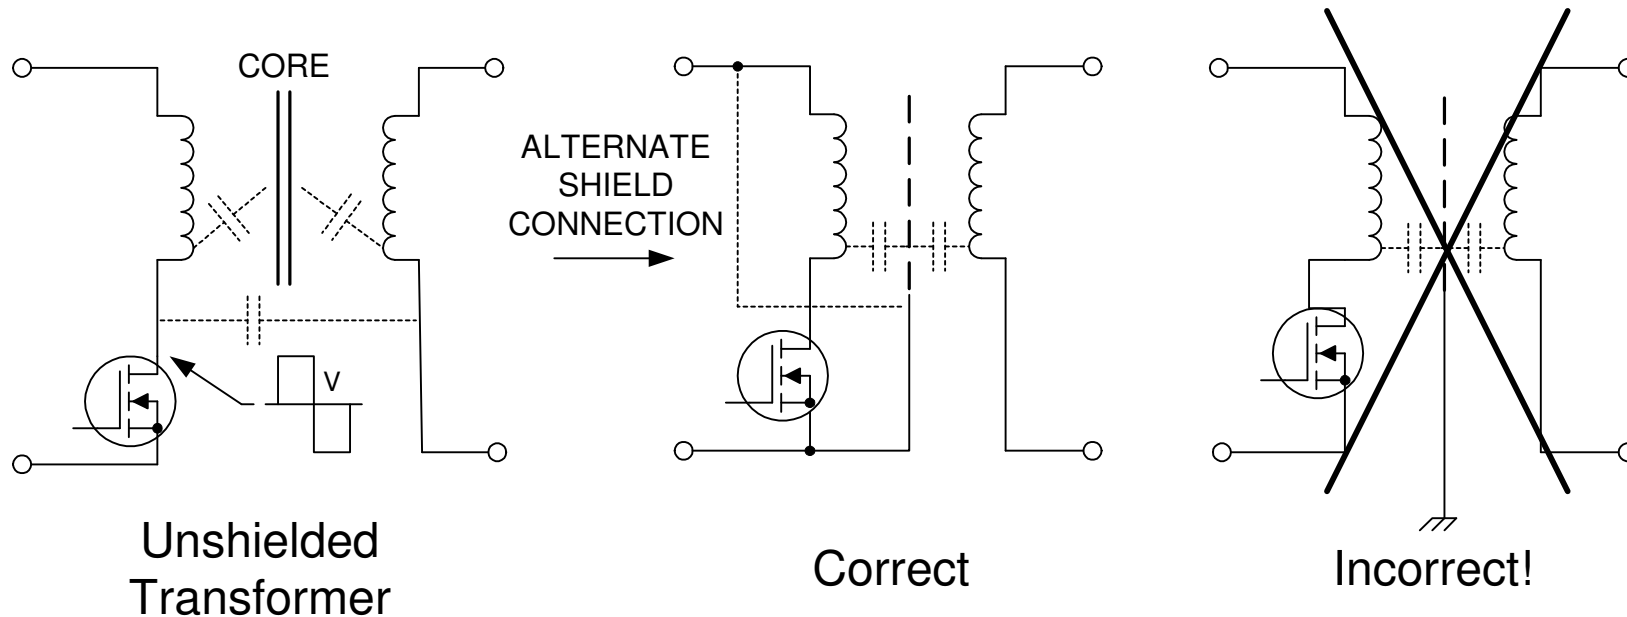 CORE
V
Unshielded
Transformer
ALTERNATE
SHIELD
CONNECTION
Correct
Incorrect!